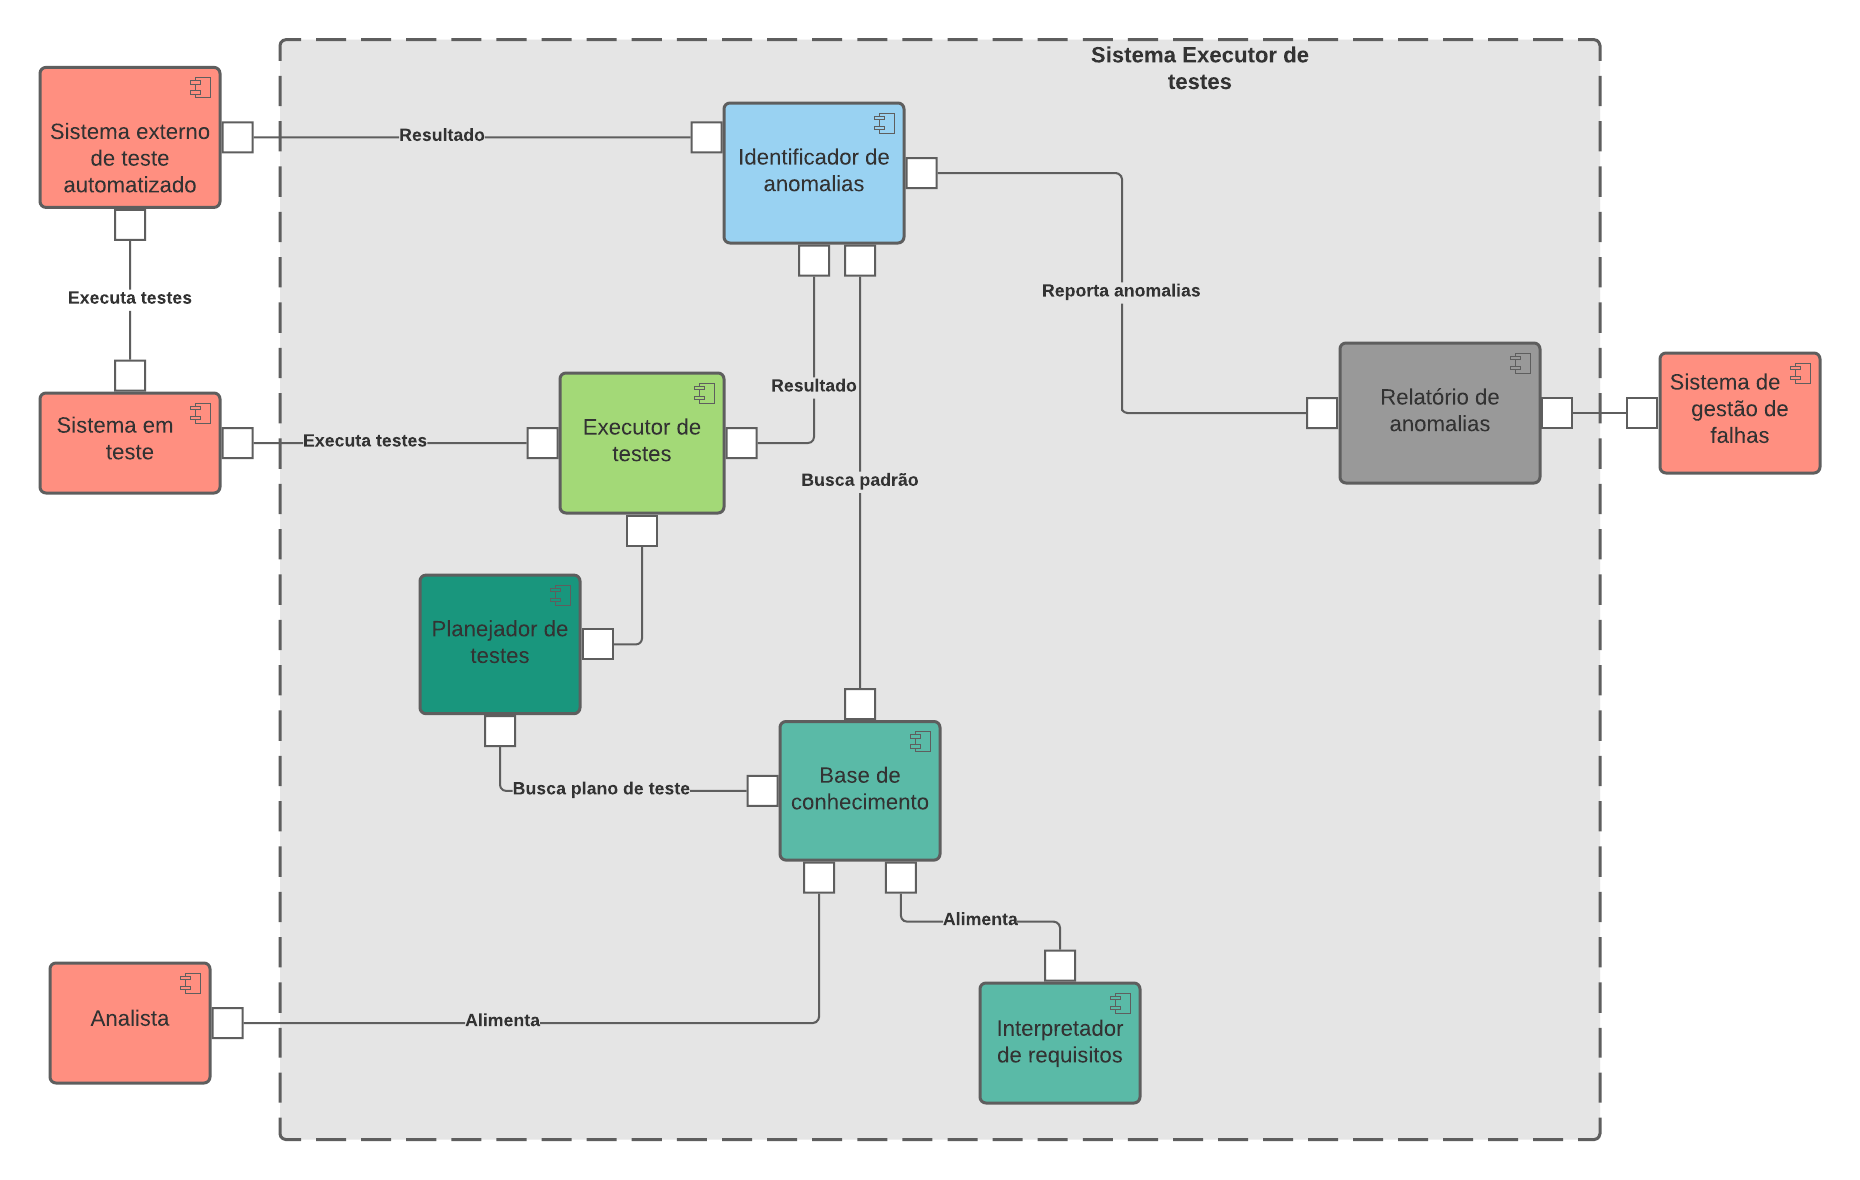 Sistema Executor de
testes
Sistema externo
de teste
automatizado
Resultado
Identificador de
anomalias
Executa testes
Reporta anomalias
Resultado
Sistema em
teste
Executa testes
Executor de
testes
Relatório de
anomalias
Sistema de
gestão de
falhas
Busca padrão
Planejador de
testes
Busca plano de teste
Base de
conhecimento
Alimenta
Analista
Alimenta
Interpretador
de requisitos